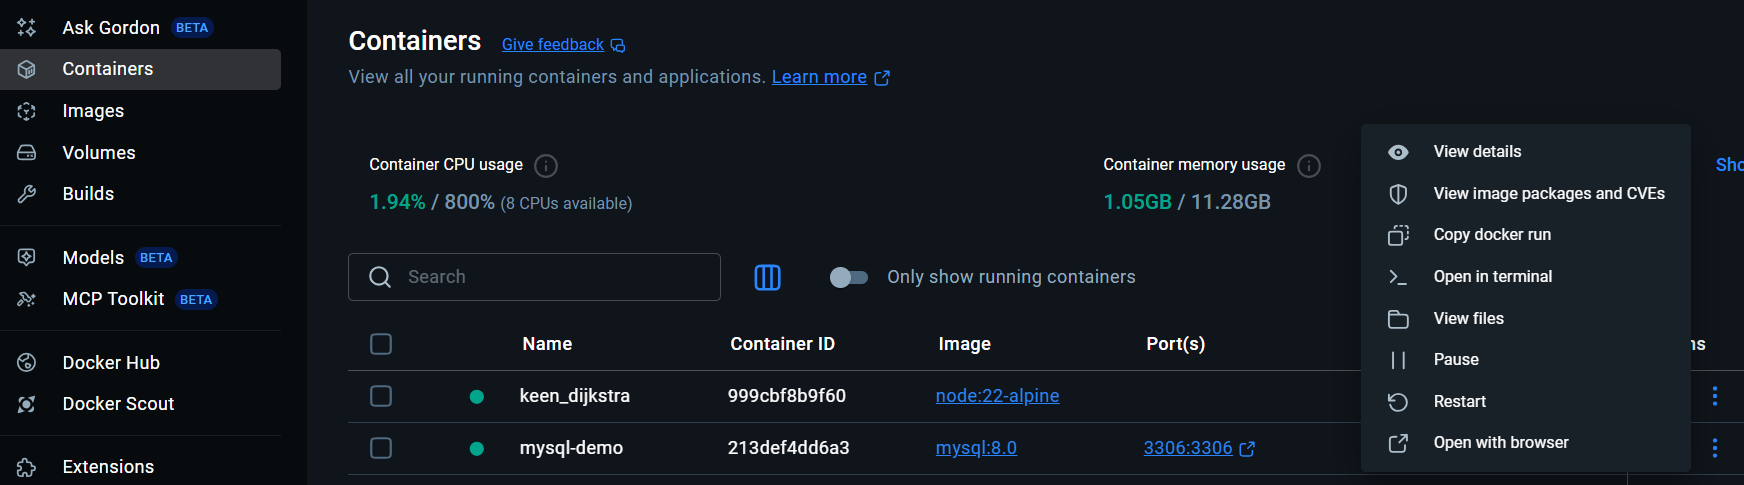 Ask Gordon BETA
Containers
Images
Volumes
Builds
Models BETA
MCP Toolkit BETA
Docker Hub
Docker Scout
Extensions
Containers Give feedback
View all your running containers and applications. Learn more
Container CPU usage
1.94% / 800% (8 CPUs available)
Container memory usage
1.05GB / 11.28GB
Sho
Search
Only show running containers
Name Container ID Image Port(s) ns
keen_dijkstra 999cbf8b9f60 node:22-alpine
mysql-demo 213def4dd6a3 mysql:8.0 3306:3306
View details
View image packages and CVEs
Copy docker run
Open in terminal
View files
Pause
Restart
Open with browser